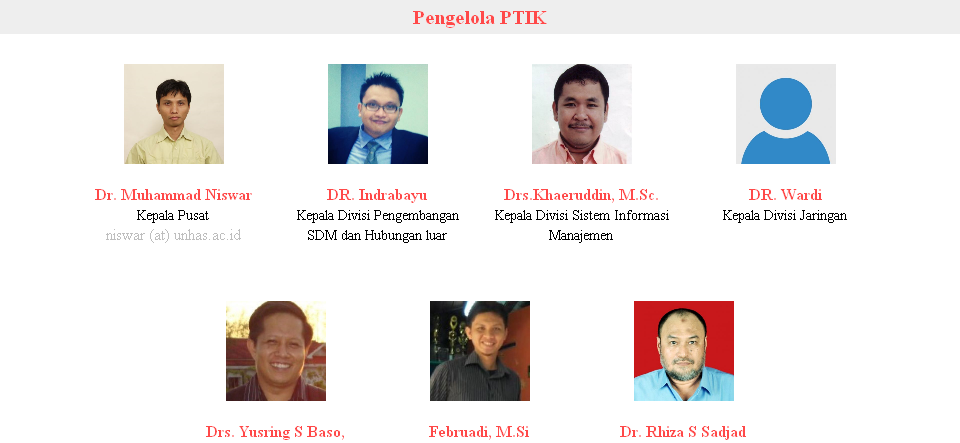 Pengelola PTIK
Dr. Muhammad Niswar
DR. Indrabayu
Drs.Khaeruddin, M.Sc.
DR. Wardi
Kepala Pusat
Kepala Divisi Pengembangan
Kepala Divisi Sistem Informasi
Kepala Divisi Jaringan
niswar (at) unhas.ac.id
SDM dan Hubungan luar
Manajemen
Drs. Yusring S Baso,
Februadi, M.Si
Dr. Rhiza S Sadjad